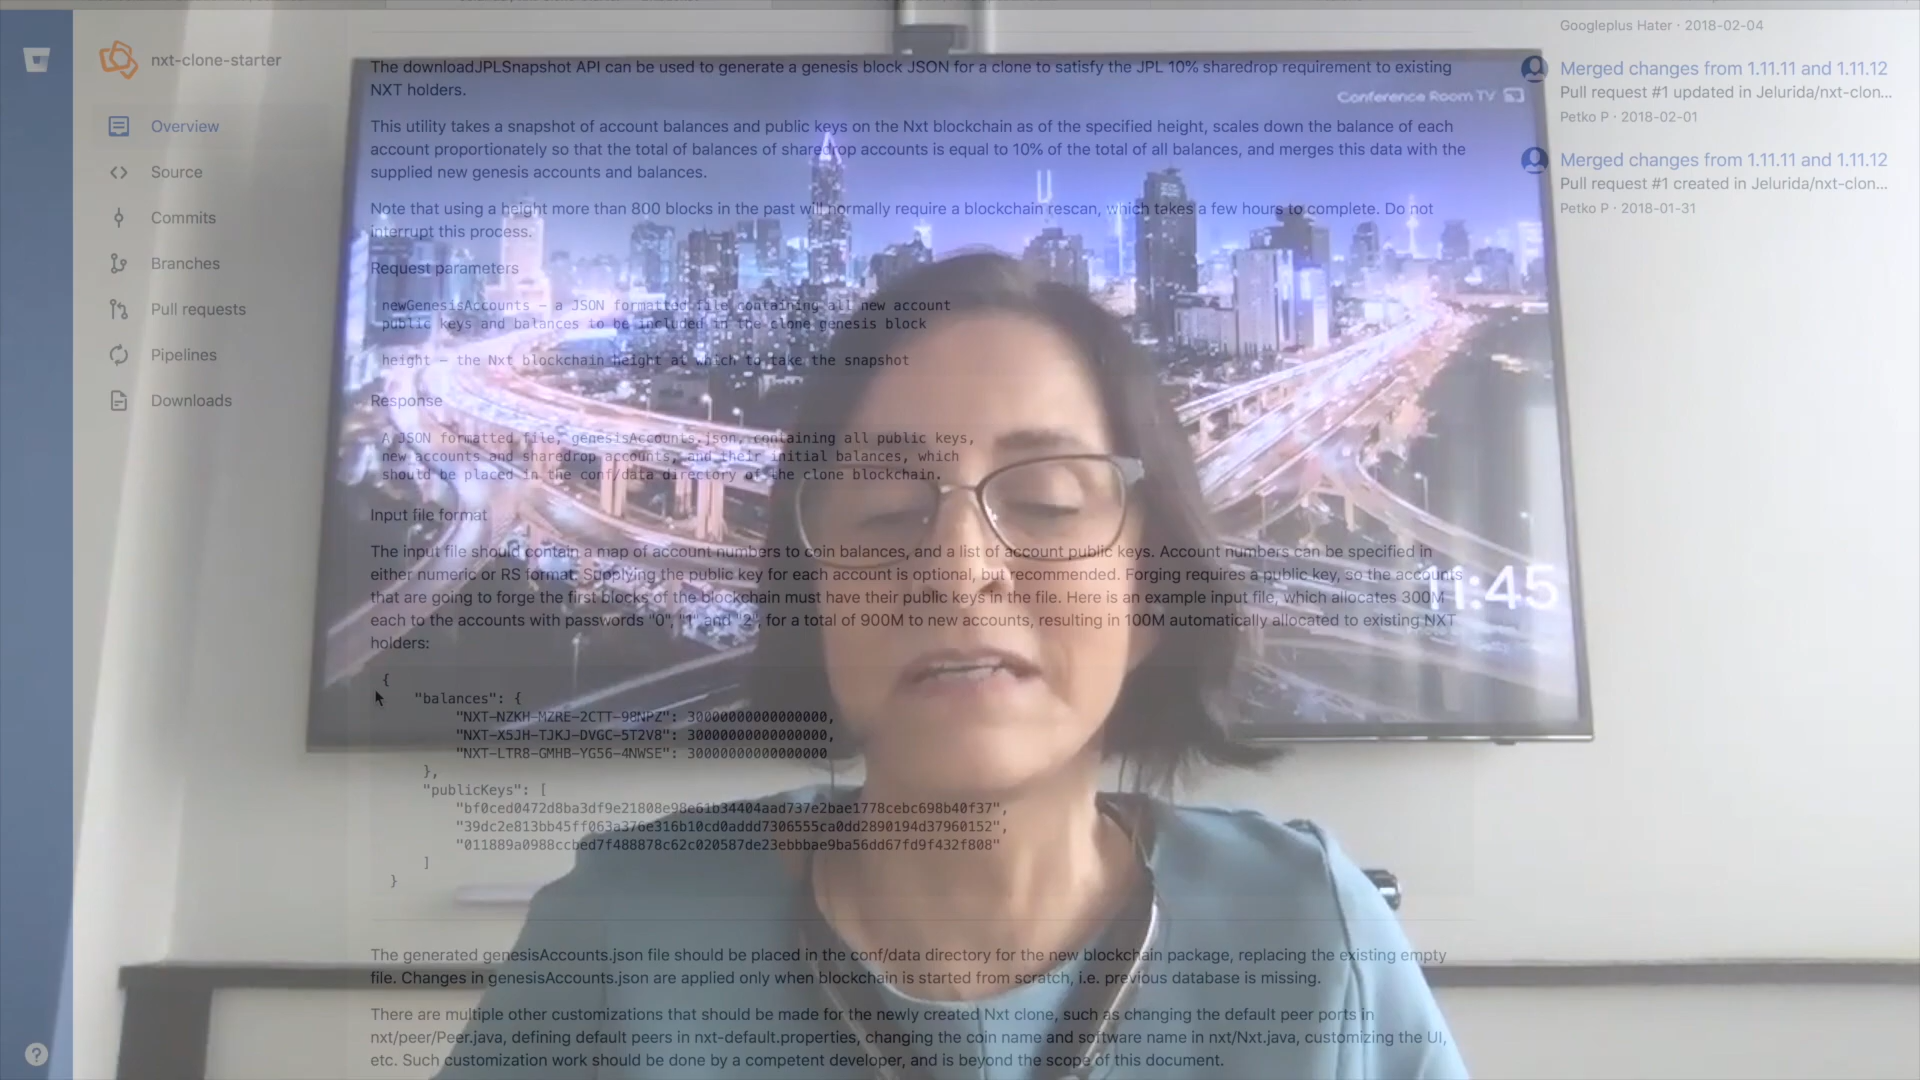 Googleplus Hater · 2018-02-04
nxt-clone-starter
Overview
Source
Commits
Branches
Pull requests
Pipelines
Downloads
The downloadJPLSnapshot API can be used to generate a genesis block JSON for a clone to satisfy the JPL 10% sharedrop requirement to existing
NXT holders.
This utility takes a snapshot of account balances and public keys on the Nxt blockchain as of the specified height, scales down the balance of each
account proportionately so that the total of balances of sharedrop accounts is equal to 10% of the total of all balances, and merges this data with the
supplied new genesis accounts and balances.
Note that using a height more than 800 blocks in the past will normally require a blockchain rescan, which takes a few hours to complete. Do not
interrupt this process.
Request parameters
newGenesisAccounts – a JSON formatted file containing all new account
public keys and balances to be included in the clone genesis block
height – the Nxt blockchain height at which to take the snapshot
Response
A JSON formatted file, genesisAccounts.json, containing all public keys,
new accounts and sharedrop accounts, and their initial balances, which
should be placed in the conf/data directory of the clone blockchain.
Input file format
The input file should contain a map of account numbers to coin balances, and a list of account public keys. Account numbers can be specified in
either numeric or RS format. Supplying the public key for each account is optional, but recommended. Forging requires a public key, so the accounts
that are going to forge the first blocks of the blockchain must have their public keys in the file. Here is an example input file, which allocates 300M
each to the accounts with passwords "0", "1" and "2", for a total of 900M to new accounts, resulting in 100M automatically allocated to existing NXT
holders:
{
"balances": {
"NXT-NZKH-MZRE-2CTT-98NPZ": 30000000000000000,
"NXT-X5JH-TJKJ-DVGC-5T2V8": 30000000000000000,
"NXT-LTR8-GMHB-YG56-4NWSE": 30000000000000000
},
"publicKeys": [
"bf0ced0472d8ba3df9e21808e98e61b34404aad737e2bae1778cebc698b40f37",
"39dc2e813bb45ff063a376e316b10cd0addd7306555ca0dd2890194d37960152",
"011889a0988ccbed7f488878c62c020587de23ebbbae9ba56dd67fd9f432f808"
]
}
The generated genesisAccounts.json file should be placed in the conf/data directory for the new blockchain package, replacing the existing empty
file. Changes in genesisAccounts.json are applied only when blockchain is started from scratch, i.e. previous database is missing.
There are multiple other customizations that should be made for the newly created Nxt clone, such as changing the default peer ports in
nxt/peer/Peer.java, defining default peers in nxt-default.properties, changing the coin name and software name in nxt/Nxt.java, customizing the UI,
etc. Such customization work should be done by a competent developer, and is beyond the scope of this document.
Conference Room TV
11:45
Merged changes from 1.11.11 and 1.11.12
Pull request #1 updated in Jelurida/nxt-clon...
Petko P · 2018-02-01
Merged changes from 1.11.11 and 1.11.12
Pull request #1 created in Jelurida/nxt-clon...
Petko P · 2018-01-31